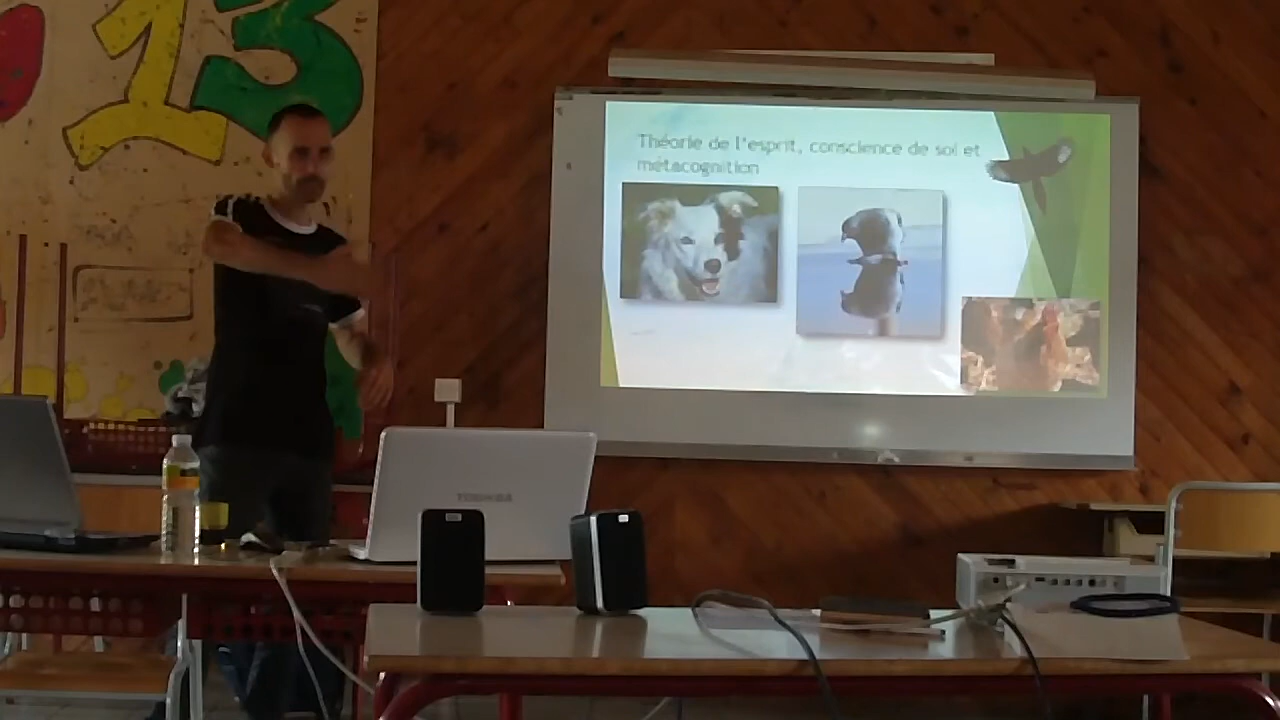 13
Théorie de l'esprit, conscience de soi et
métacognition
TOSHIBA